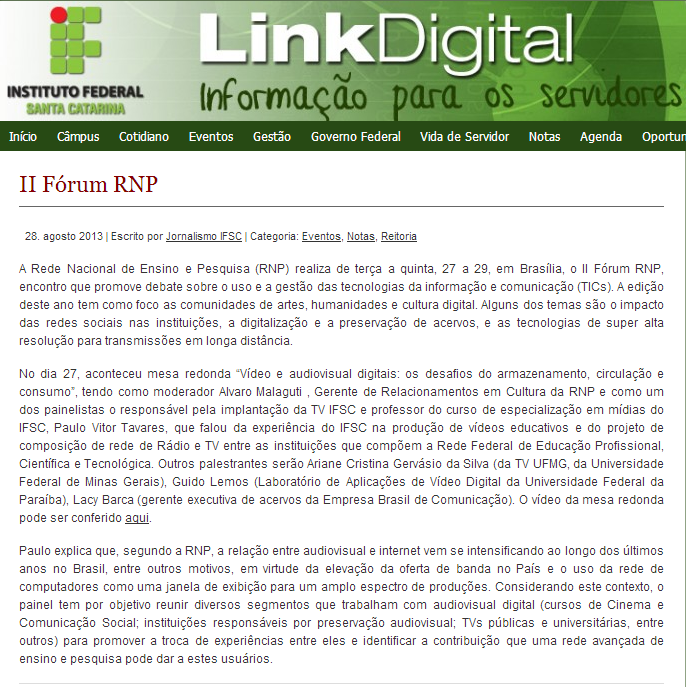 LinkDigital
INSTITUTO FEDERAL
SANTA CATARINA
Informação para os servidores
Início Câmpus Cotidiano Eventos Gestão Governo Federal Vida de Servidor Notas Agenda Oportun
II Fórum RNP
28. agosto 2013 | Escrito por Jornalismo IFSC | Categoria: Eventos, Notas, Reitoria
A Rede Nacional de Ensino e Pesquisa (RNP) realiza de terça a quinta, 27 a 29, em Brasília, o II Fórum RNP,
encontro que promove debate sobre o uso e a gestão das tecnologias da informação e comunicação (TICs). A edição
deste ano tem como foco as comunidades de artes, humanidades e cultura digital. Alguns dos temas são o impacto
das redes sociais nas instituições, a digitalização e a preservação de acervos, e as tecnologias de super alta
resolução para transmissões em longa distância.
No dia 27, aconteceu mesa redonda “Vídeo e audiovisual digitais: os desafios do armazenamento, circulação e
consumo”, tendo como moderador Alvaro Malaguti , Gerente de Relacionamentos em Cultura da RNP e como um
dos painelistas o responsável pela implantação da TV IFSC e professor do curso de especialização em mídias do
IFSC, Paulo Vitor Tavares, que falou da experiência do IFSC na produção de vídeos educativos e do projeto de
composição de rede de Rádio e TV entre as instituições que compõem a Rede Federal de Educação Profissional,
Científica e Tecnológica. Outros palestrantes serão Ariane Cristina Gervásio da Silva (da TV UFMG, da Universidade
Federal de Minas Gerais), Guido Lemos (Laboratório de Aplicações de Vídeo Digital da Universidade Federal da
Paraíba), Lacy Barca (gerente executiva de acervos da Empresa Brasil de Comunicação). O vídeo da mesa redonda
pode ser conferido aqui.
Paulo explica que, segundo a RNP, a relação entre audiovisual e internet vem se intensificando ao longo dos últimos
anos no Brasil, entre outros motivos, em virtude da elevação da oferta de banda no País e o uso da rede de
computadores como uma janela de exibição para um amplo espectro de produções. Considerando este contexto, o
painel tem por objetivo reunir diversos segmentos que trabalham com audiovisual digital (cursos de Cinema e
Comunicação Social; instituições responsáveis por preservação audiovisual; TVs públicas e universitárias, entre
outros) para promover a troca de experiências entre eles e identificar a contribuição que uma rede avançada de
ensino e pesquisa pode dar a estes usuários.